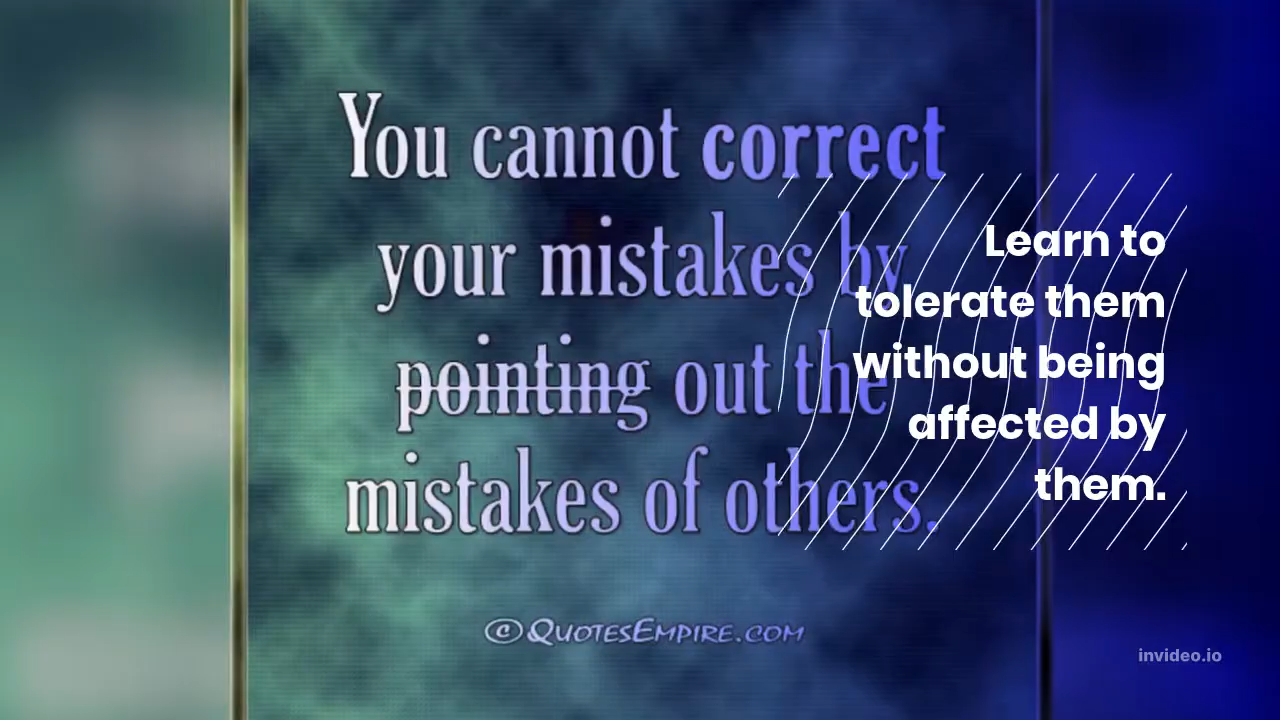 You cannot correct
your mistakes by
pointing out the
mistakes of others.
© QuotesEmpire.com
Learn to
tolerate them
without being
affected by
them.
invideo.io